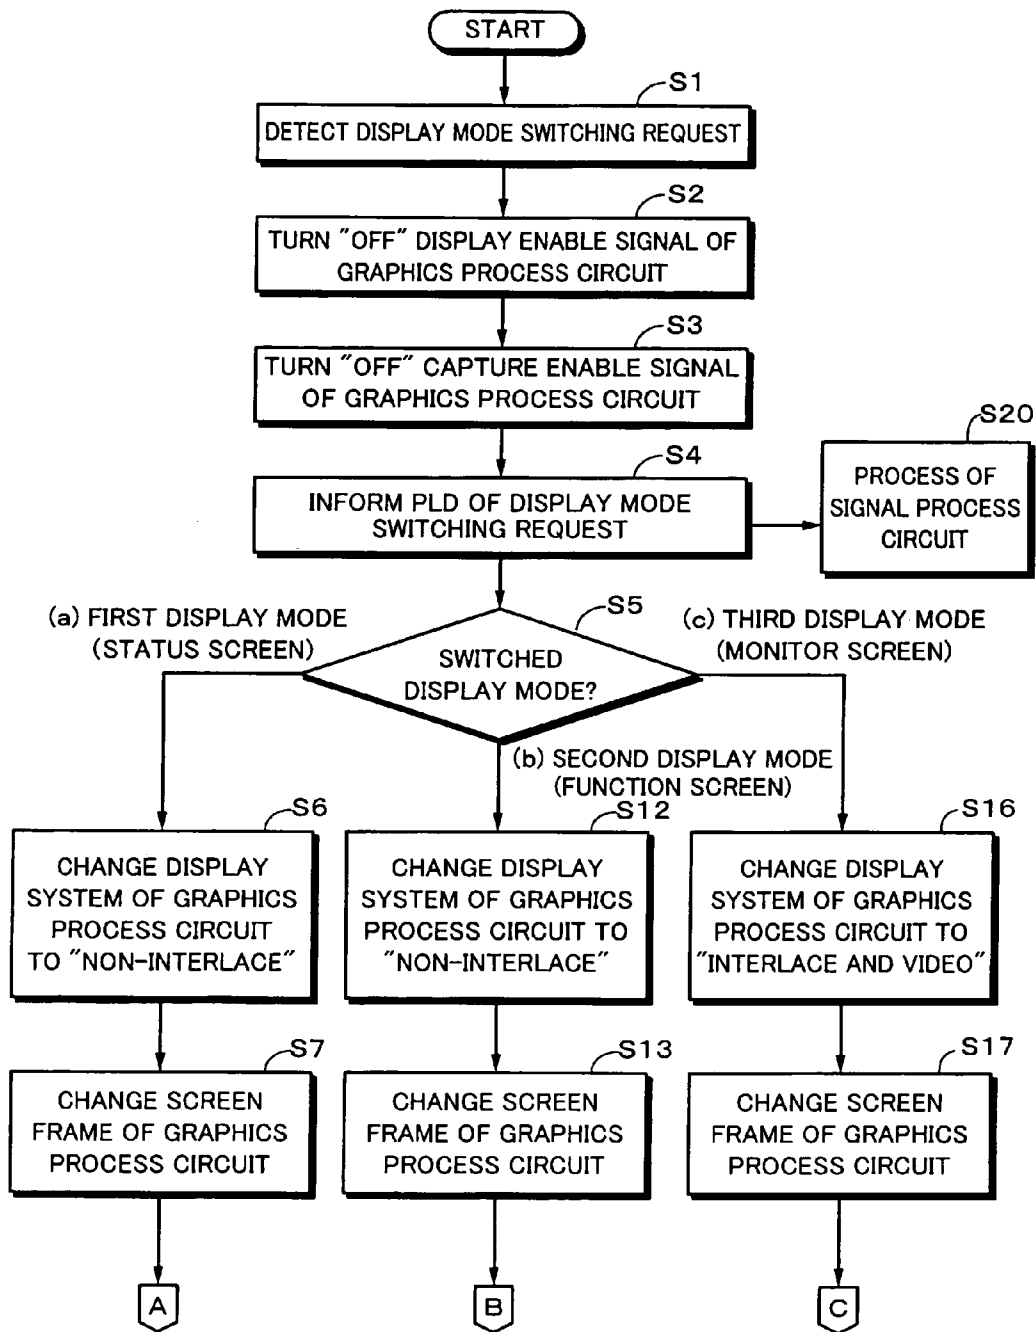 START
S1
DETECT DISPLAY MODE SWITCHING REQUEST
S2
TURN "OFF" DISPLAY ENABLE SIGNAL OF
GRAPHICS PROCESS CIRCUIT
S3
TURN "OFF" CAPTURE ENABLE SIGNAL
OF GRAPHICS PROCESS CIRCUIT
S4
INFORM PLD OF DISPLAY MODE
SWITCHING REQUEST
S20
PROCESS OF
SIGNAL PROCESS
CIRCUIT
S5
SWITCHED
DISPLAY MODE?
(a) FIRST DISPLAY MODE
(STATUS SCREEN)
(b) SECOND DISPLAY MODE
(FUNCTION SCREEN)
(c) THIRD DISPLAY MODE
(MONITOR SCREEN)
S6
CHANGE DISPLAY
SYSTEM OF GRAPHICS
PROCESS CIRCUIT
TO "NON-INTERLACE"
S12
CHANGE DISPLAY
SYSTEM OF GRAPHICS
PROCESS CIRCUIT TO
"NON-INTERLACE"
S16
CHANGE DISPLAY
SYSTEM OF GRAPHICS
PROCESS CIRCUIT TO
"INTERLACE AND VIDEO"
S7
CHANGE SCREEN
FRAME OF GRAPHICS
PROCESS CIRCUIT
S13
CHANGE SCREEN
FRAME OF GRAPHICS
PROCESS CIRCUIT
S17
CHANGE SCREEN
FRAME OF GRAPHICS
PROCESS CIRCUIT
A
B
C